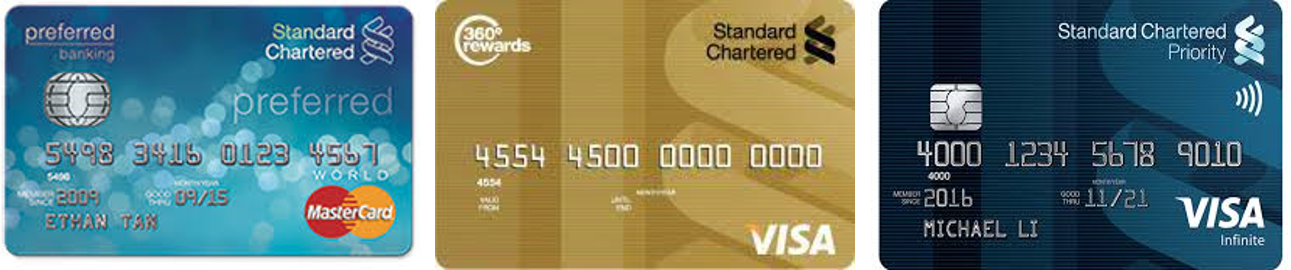 preferred
banking
Standard
Chartered
preferred
5498 3416 0123 4567
5498
WORLD
MEMBER
SINCE 2009
MONTH/YEAR
GOOD
THRU 09/15
ETHAN TAN
MasterCard
360°
rewards
Standard
Chartered
4554 4500 0000 0000
4554
MONTH/YEAR
VALID
FROM
UNTIL
END
VISA
Standard Chartered
Priority
4000 1234 5678 9010
4000
MEMBER
SINCE 2016
MONTH/YEAR
GOOD
THRU 11/21
MICHAEL LI
VISA
Infinite